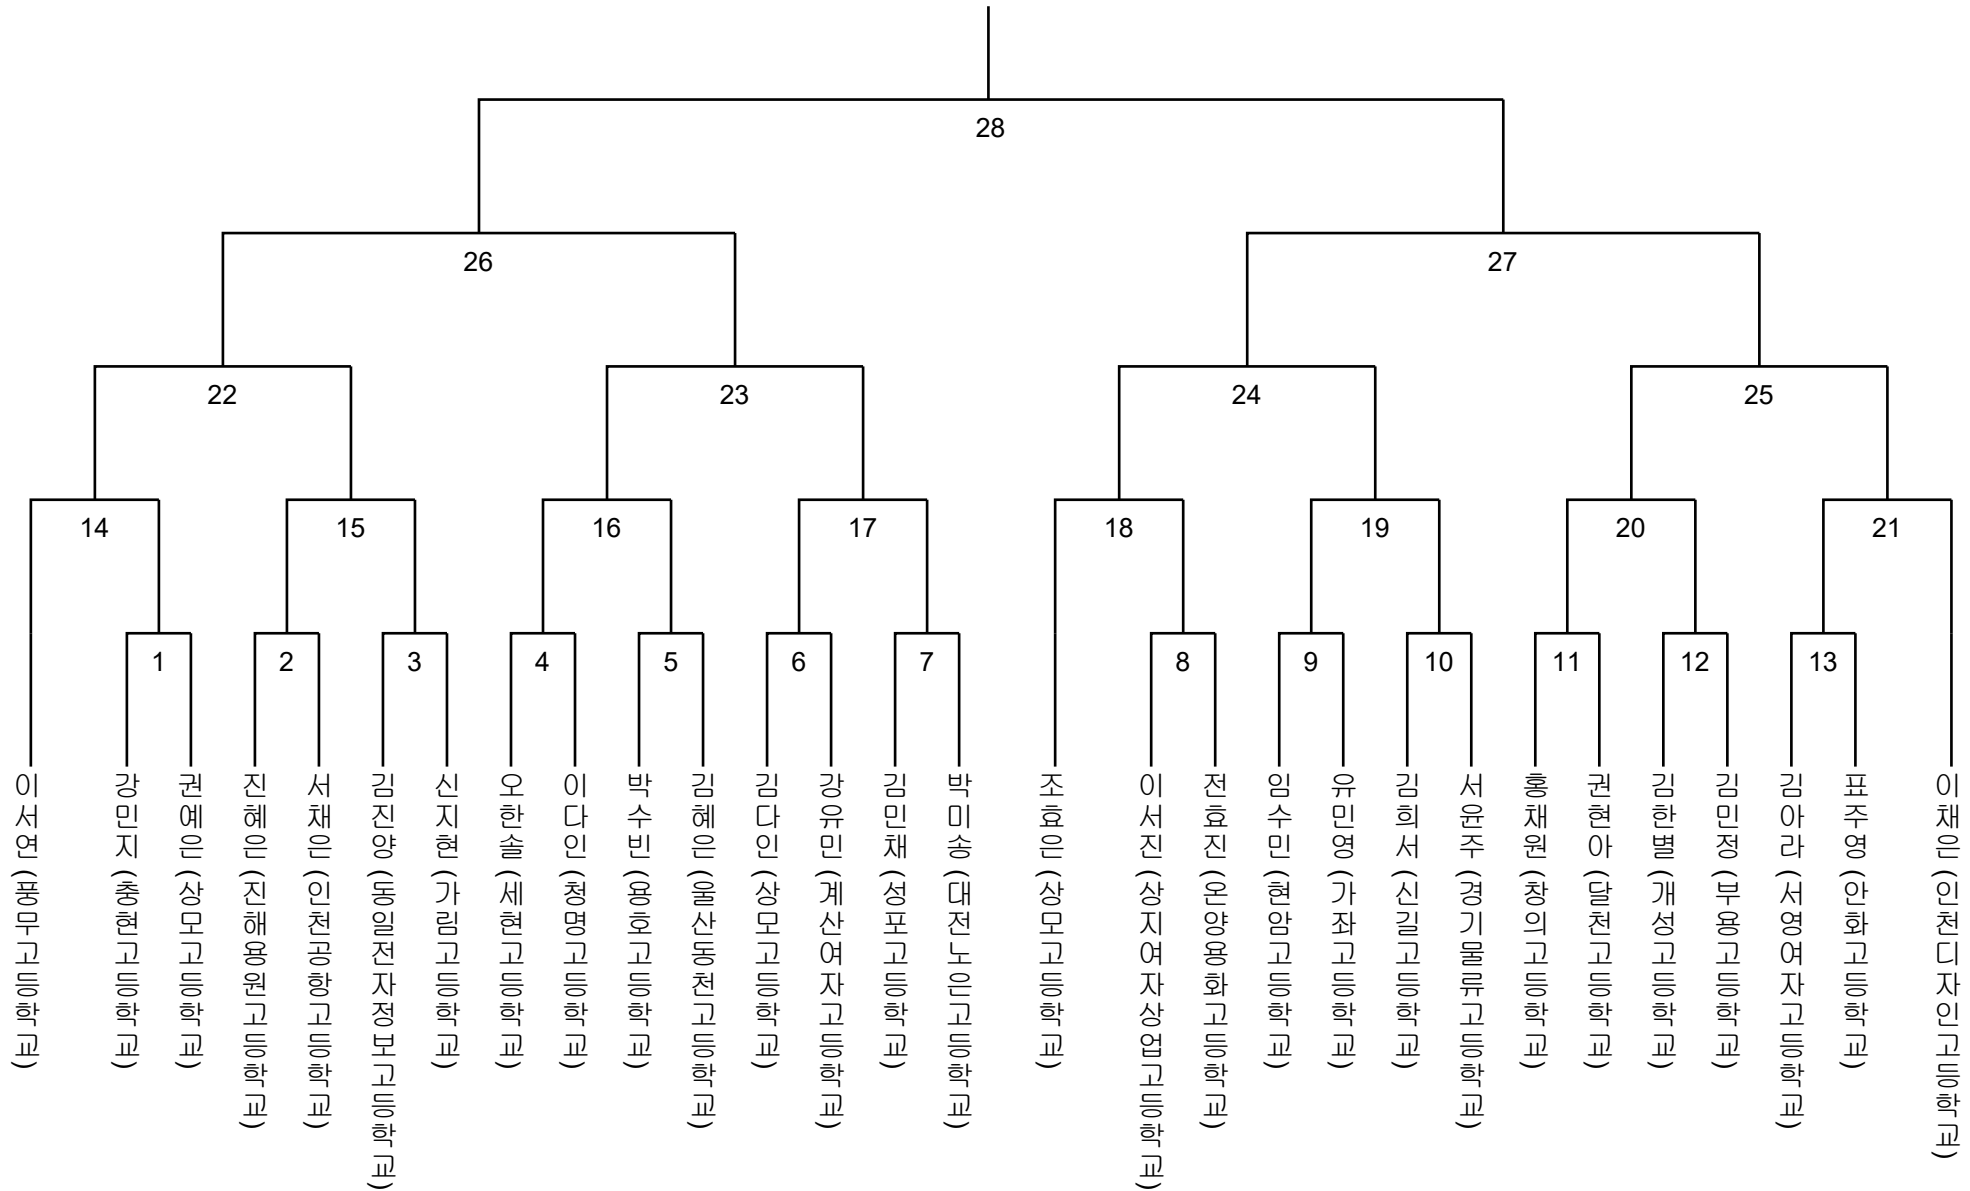 28
26
27
22
23
24
25
14
15
16
17
18
19
20
21
1
2
3
4
5
6
7
8
9
10
11
12
13
이서연 (풍무고등학교)
강민지 (충현고등학교)
권예은 (상모고등학교)
진혜은 (진해용원고등학교)
서채은 (인천공항고등학교)
김진양 (동일전자정보고등학교)
신지현 (가림고등학교)
오한솔 (세현고등학교)
이다인 (청명고등학교)
박수빈 (용호고등학교)
김혜은 (울산동천고등학교)
김다인 (상모고등학교)
강유민 (계산여자고등학교)
김민채 (성포고등학교)
박미송 (대전노은고등학교)
조효은 (상모고등학교)
이서진 (상지여자상업고등학교)
전효진 (온양용화고등학교)
임수민 (현암고등학교)
유민영 (가좌고등학교)
김희서 (신길고등학교)
서윤주 (경기물류고등학교)
홍채원 (창의고등학교)
권현아 (달천고등학교)
김한별 (개성고등학교)
김민정 (부용고등학교)
김아라 (서영여자고등학교)
표주영 (안화고등학교)
이채은 (인천디자인고등학교)